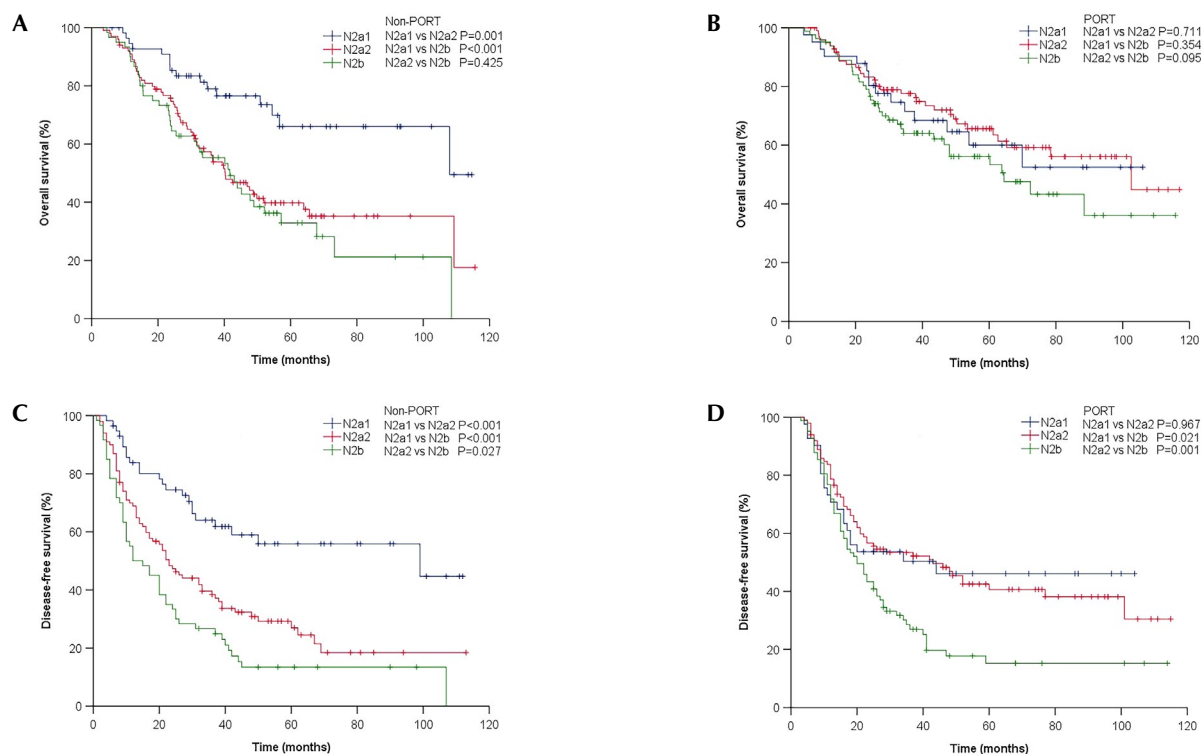 A
Non-PORT
N2a1 N2a1 vs N2a2 P=0.001
N2a2 N2a1 vs N2b P<0.001
N2b N2a2 vs N2b P=0.425
100
80
60
40
20
0
Overall survival (%)
0 20 40 60 80 100 120
Time (months)
B
PORT
N2a1 N2a1 vs N2a2 P=0.711
N2a2 N2a1 vs N2b P=0.354
N2b N2a2 vs N2b P=0.095
100
80
60
40
20
0
Overall survival (%)
0 20 40 60 80 100 120
Time (months)
C
Non-PORT
N2a1 N2a1 vs N2a2 P<0.001
N2a2 N2a1 vs N2b P<0.001
N2b N2a2 vs N2b P=0.027
100
80
60
40
20
0
Disease-free survival (%)
0 20 40 60 80 100 120
Time (months)
D
PORT
N2a1 N2a1 vs N2a2 P=0.967
N2a2 N2a1 vs N2b P=0.021
N2b N2a2 vs N2b P=0.001
100
80
60
40
20
0
Disease-free survival (%)
0 20 40 60 80 100 120
Time (months)